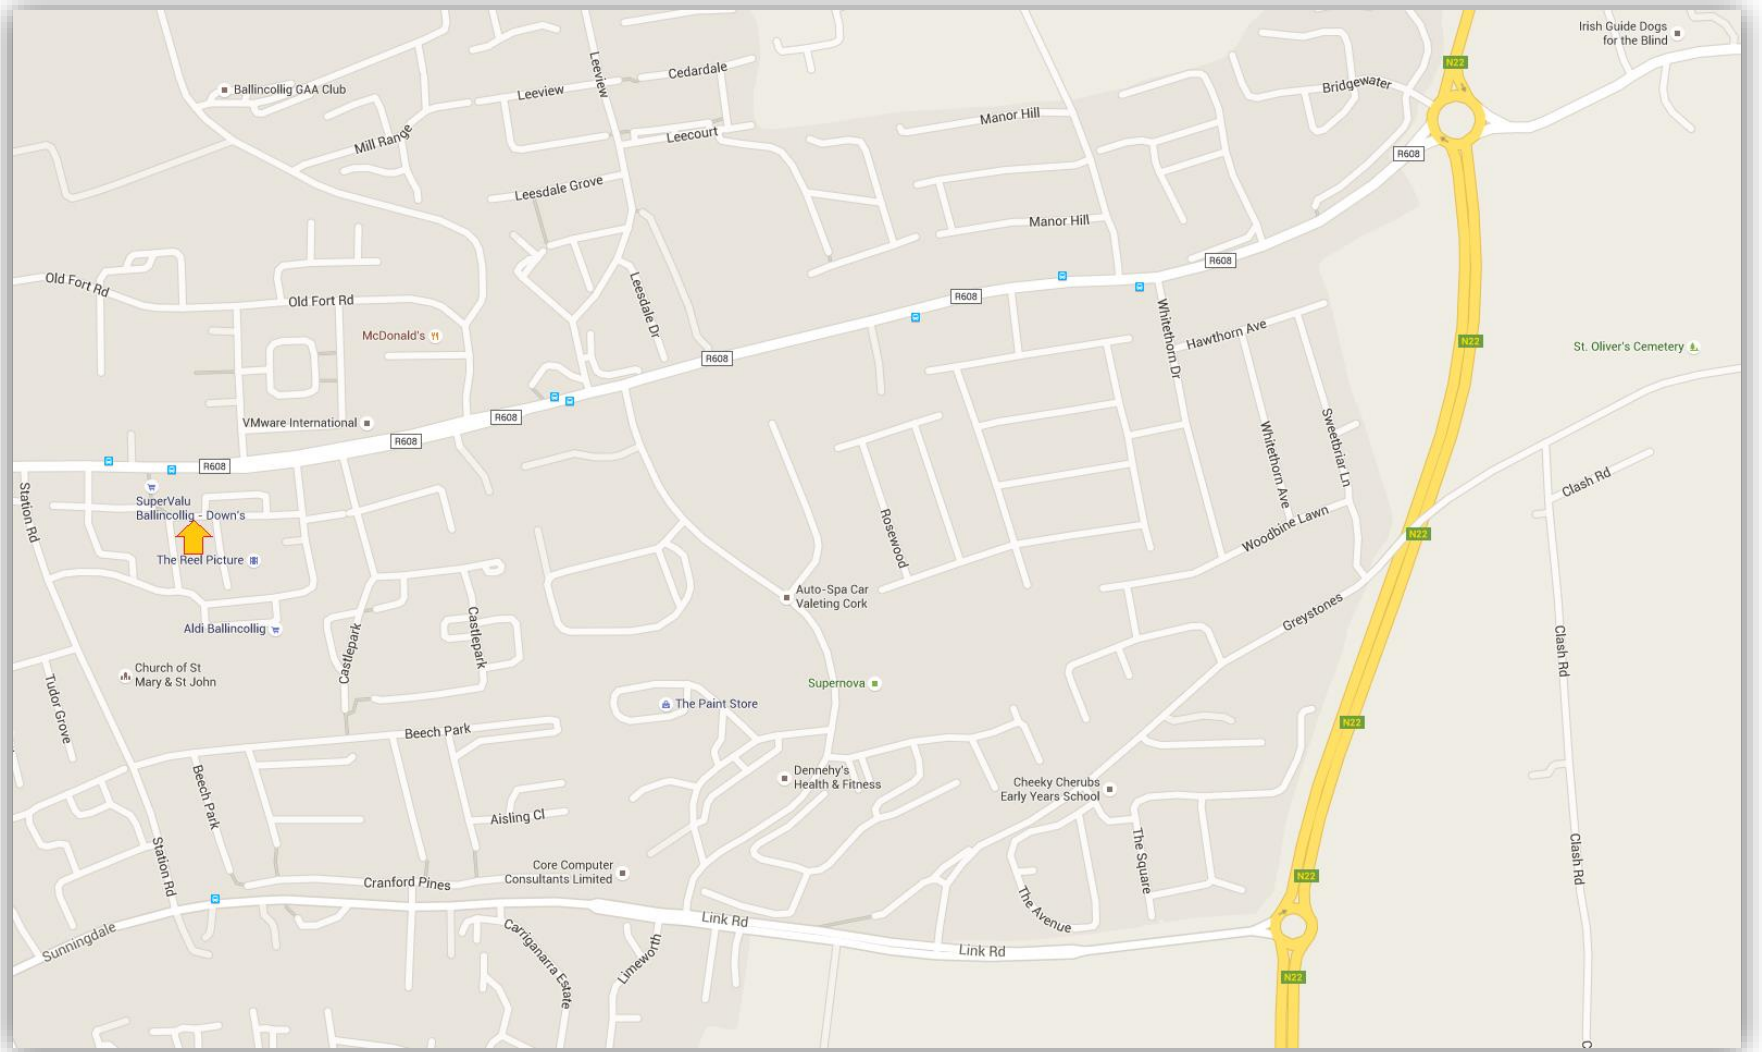 Irish Guide Dogs
for the Blind
N22
Leeview
Cedardale
Leeview
Bridgewater
Ballincollig GAA Club
Manor Hill
Mill Range
Leecourt
R608
Leesdale Grove
Manor Hill
R608
Old Fort Rd
Old Fort Rd
Leesdale Dr
R608
Whitethorn Dr
Hawthorn Ave
McDonald's
N22
St. Oliver's Cemetery
R608
R608
R608
VMware International
Whitethorn Ave
Sweetbriar Ln
R608
Station Rd
SuperValu
Ballincollig - Down's
Clash Rd
Rosewood
Woodbine Lawn
N22
The Reel Picture
Auto-Spa Car
Valeting Cork
Greystones
Aldi Ballincollig
Castlepark
Castlepark
Clash Rd
Church of St
Mary & St John
Tudor Grove
Supernova
The Paint Store
N22
Beech Park
Beech Park
Dennehy's
Health & Fitness
Cheeky Cherubs
Early Years School
Aisling Cl
The Square
Clash Rd
Station Rd
Core Computer
Consultants Limited
Cranford Pines
N22
The Avenue
Link Rd
Sunningdale
Carriganarra Estate
Limeworth
Link Rd
N22
C